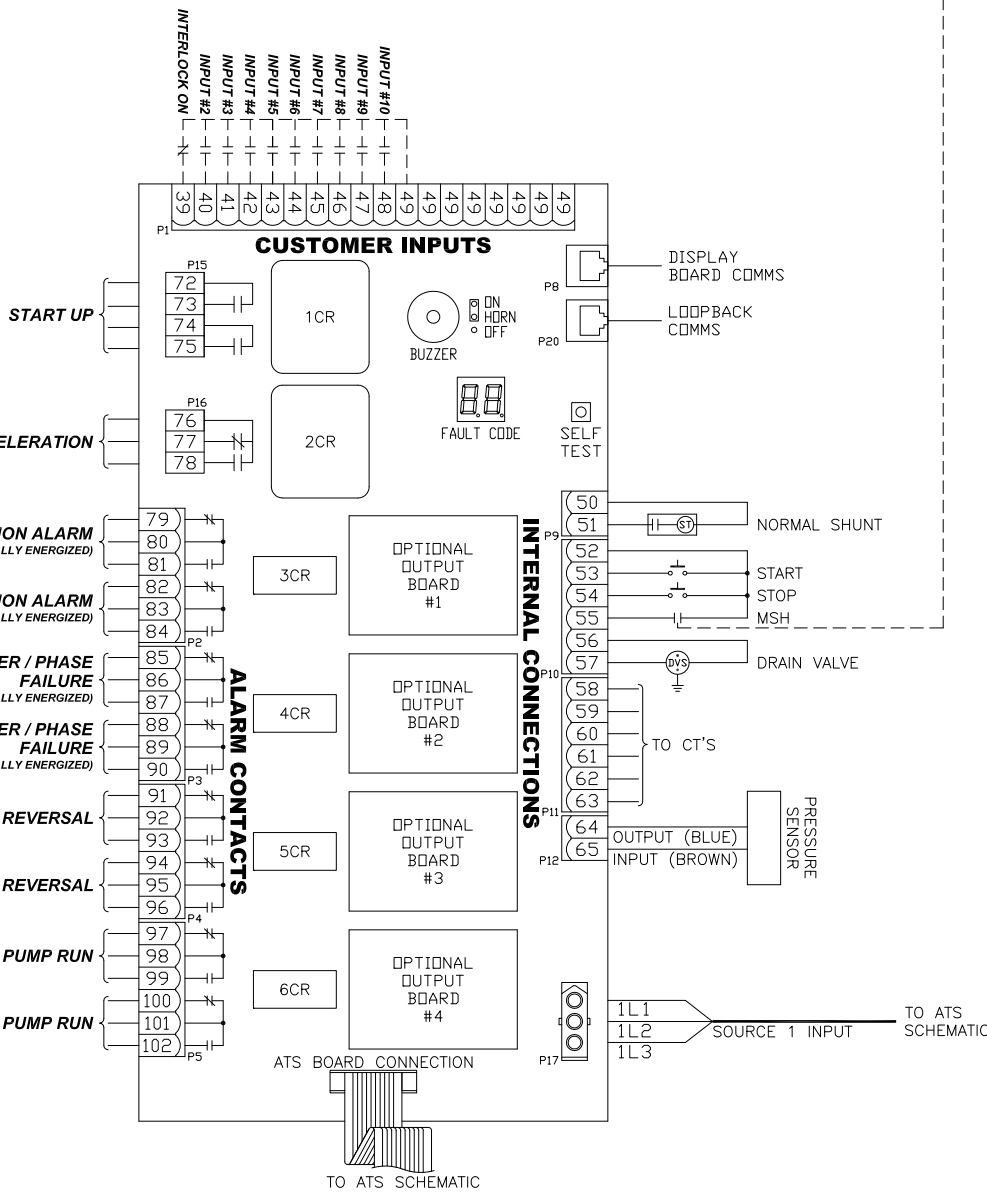 INTERLOCK ON
INPUT #2
INPUT #3
INPUT #4
INPUT #5
INPUT #6
INPUT #7
INPUT #8
INPUT #9
INPUT #10
39 40 41 42 43 44 45 46 47 48 49 49 49 49 49 49 49 49
P1
CUSTOMER INPUTS
P15
72
73
74
75
START UP
1CR
BUZZER
ON
HORN
OFF
P8
DISPLAY
BOARD COMMS
P20
LOOPBACK
COMMS
P16
76
77
78
ELERATION
2CR
FAULT CODE
SELF
TEST
79
80
81
82
83
84
P2
ION ALARM
LLY ENERGIZED)
ION ALARM
LLY ENERGIZED)
85
86
87
88
89
90
P3
ER / PHASE
FAILURE
LLY ENERGIZED)
ER / PHASE
FAILURE
LLY ENERGIZED)
91
92
93
94
95
96
P4
REVERSAL
REVERSAL
97
98
99
100
101
102
P5
PUMP RUN
PUMP RUN
ALARM CONTACTS
3CR
4CR
5CR
6CR
OPTIONAL
OUTPUT
BOARD
#1
OPTIONAL
OUTPUT
BOARD
#2
OPTIONAL
OUTPUT
BOARD
#3
OPTIONAL
OUTPUT
BOARD
#4
INTERNAL CONNECTIONS
50
51
P9
ST
NORMAL SHUNT
52
53
54
55
56
57
P10
START
STOP
MSH
DVS
DRAIN VALVE
58
59
60
61
62
63
P11
TO CT'S
64
65
P12
OUTPUT (BLUE)
INPUT (BROWN)
PRESSURE
SENSOR
P17
1L1
1L2
1L3
SOURCE 1 INPUT
TO ATS
SCHEMATIC
ATS BOARD CONNECTION
TO ATS SCHEMATIC